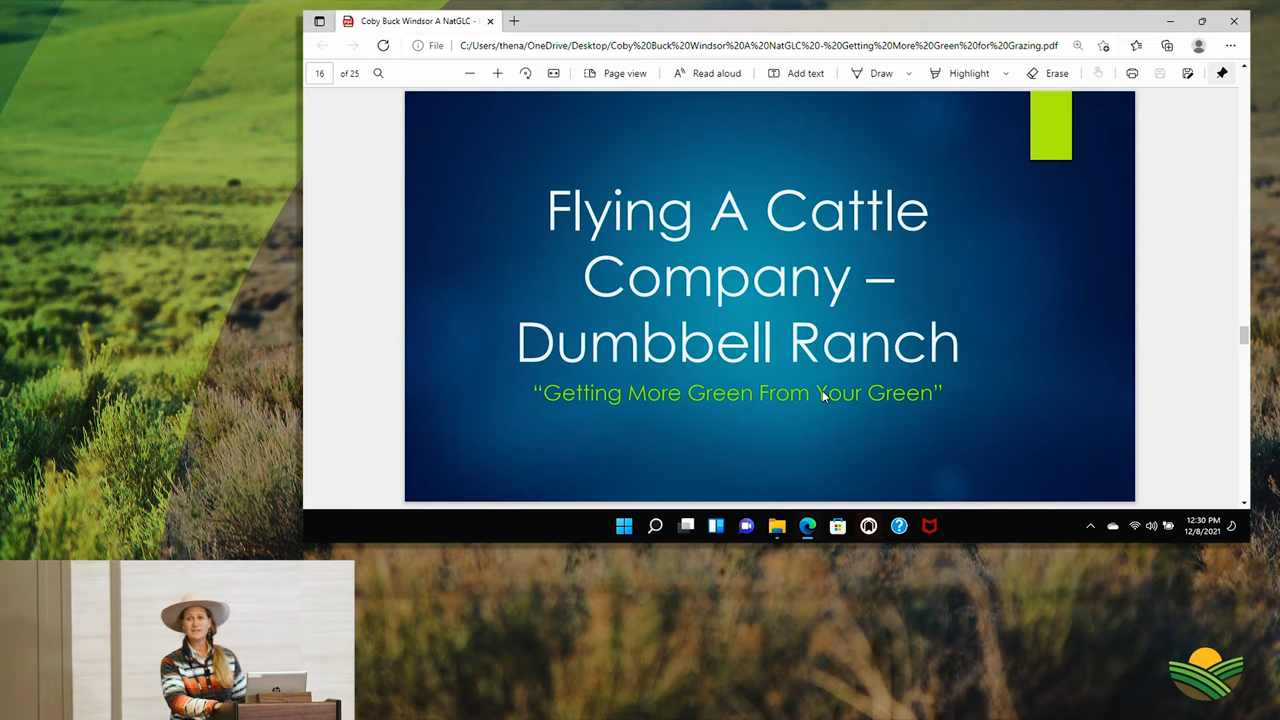 Coby Buck Windsor A NatGLC -
File
C:/Users/thena/OneDrive/Desktop/Coby%20Buck%20Windsor%20A%20NatGLC%20-%20Getting%20More%20Green%20for%20Grazing.pdf
16 of 25
Page view
Read aloud
Add text
Draw
Highlight
Erase
Flying A Cattle
Company –
Dumbbell Ranch
“Getting More Green From Your Green”
12:30 PM
12/8/2021
hp